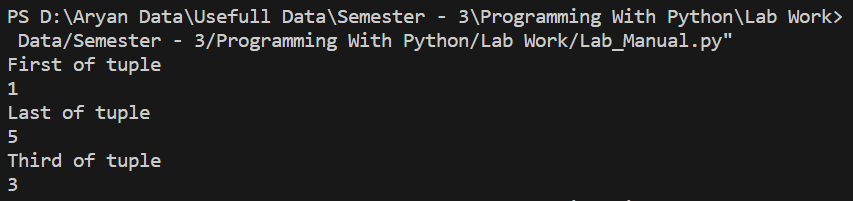 PS D:\Aryan Data\Usefull Data\Semester - 3\Programming With Python\Lab Work>
Data/Semester - 3/Programming With Python/Lab Work/Lab_Manual.py"
First of tuple
1
Last of tuple
5
Third of tuple
3